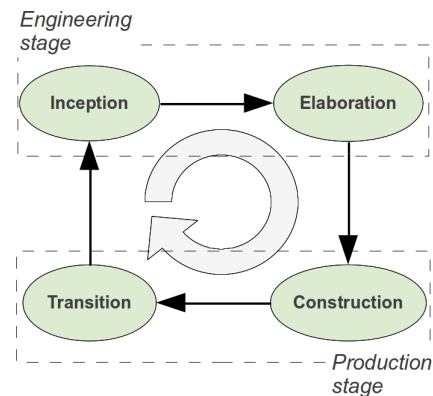 Engineering
stage
Inception
Elaboration
Transition
Construction
Production
stage